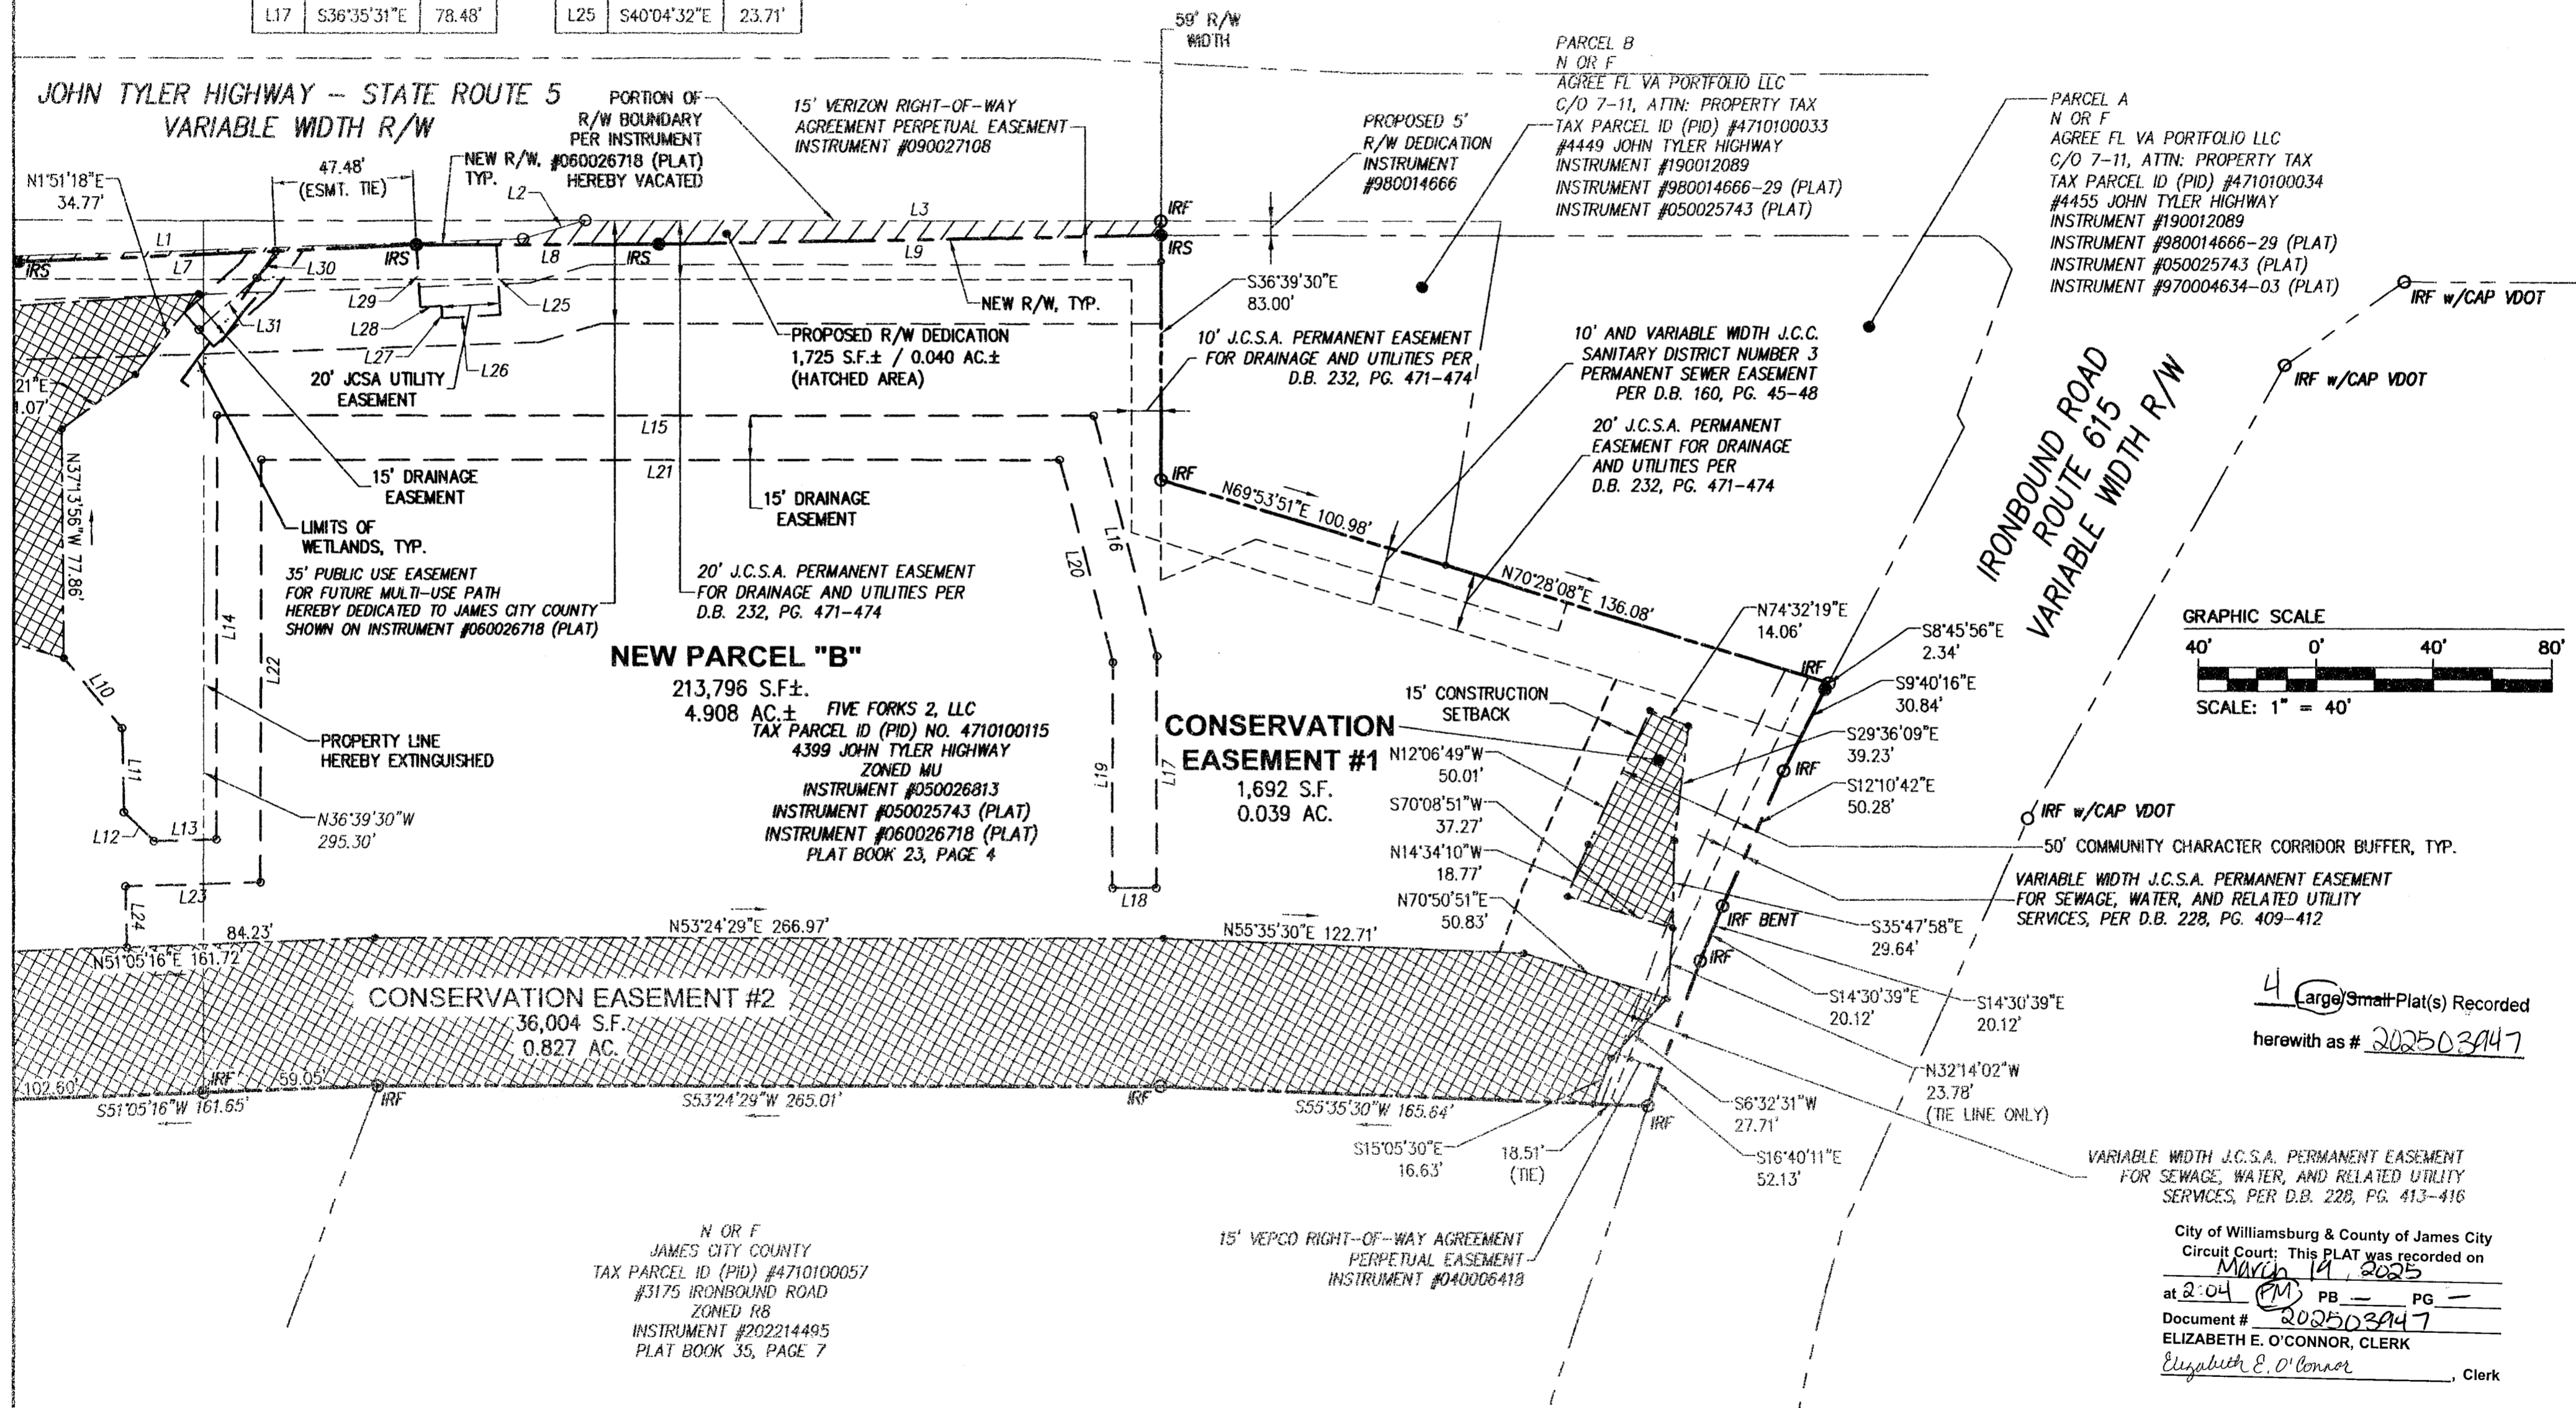 L17 S36°35'31"E 78.48'
L25 S40°04'32"E 23.71'
59' R/W
WIDTH
JOHN TYLER HIGHWAY – STATE ROUTE 5
VARIABLE WIDTH R/W
PORTION OF
R/W BOUNDARY
PER INSTRUMENT
#060026718 (PLAT)
HEREBY VACATED
15' VERIZON RIGHT-OF-WAY
AGREEMENT PERPETUAL EASEMENT
INSTRUMENT #090027108
PROPOSED 5'
R/W DEDICATION
INSTRUMENT
#980014666
PARCEL B
N OR F
AGREE FL VA PORTFOLIO LLC
C/O 7-11, ATTN: PROPERTY TAX
TAX PARCEL ID (PID) #4710100033
#4449 JOHN TYLER HIGHWAY
INSTRUMENT #190012089
INSTRUMENT #980014666-29 (PLAT)
INSTRUMENT #050025743 (PLAT)
PARCEL A
N OR F
AGREE FL VA PORTFOLIO LLC
C/O 7-11, ATTN: PROPERTY TAX
TAX PARCEL ID (PID) #4710100034
#4455 JOHN TYLER HIGHWAY
INSTRUMENT #190012089
INSTRUMENT #980014666-29 (PLAT)
INSTRUMENT #050025743 (PLAT)
INSTRUMENT #970004634-03 (PLAT)
N1°51'18"E
34.77'
47.48'
(ESMT. TIE)
NEW R/W,
TYP.
L2
L3
IRF
L1
L7
IRS
L30
IRS
L8
IRS
L9
IRS
L29
L25
L28
L31
L27
L26
20' JCSA UTILITY
EASEMENT
NEW R/W, TYP.
S36°39'30"E
83.00'
PROPOSED R/W DEDICATION
1,725 S.F.± / 0.040 AC.±
(HATCHED AREA)
10' J.C.S.A. PERMANENT EASEMENT
FOR DRAINAGE AND UTILITIES PER
D.B. 232, PG. 471-474
10' AND VARIABLE WIDTH J.C.C.
SANITARY DISTRICT NUMBER 3
PERMANENT SEWER EASEMENT
PER D.B. 160, PG. 45-48
20' J.C.S.A. PERMANENT
EASEMENT FOR DRAINAGE
AND UTILITIES PER
D.B. 232, PG. 471-474
IRF w/CAP VDOT
IRF w/CAP VDOT
IRONBOUND ROAD
ROUTE 615
VARIABLE WIDTH R/W
21"E
1.07'
N37°13'56"W 77.86'
L15
L21
15' DRAINAGE
EASEMENT
15' DRAINAGE
EASEMENT
LIMITS OF
WETLANDS, TYP.
IRF
N69°53'51"E 100.98'
L16
L20
35' PUBLIC USE EASEMENT
FOR FUTURE MULTI-USE PATH
HEREBY DEDICATED TO JAMES CITY COUNTY
SHOWN ON INSTRUMENT #060026718 (PLAT)
20' J.C.S.A. PERMANENT EASEMENT
FOR DRAINAGE AND UTILITIES PER
D.B. 232, PG. 471-474
N70°28'08"E 136.08'
N74°32'19"E
14.06'
S8°45'56"E
2.34'
IRF
S9°40'16"E
30.84'
GRAPHIC SCALE
40' 0' 40' 80'
SCALE: 1" = 40'
L14
L22
L10
NEW PARCEL "B"
213,796 S.F±.
4.908 AC.±
FIVE FORKS 2, LLC
TAX PARCEL ID (PID) NO. 4710100115
4399 JOHN TYLER HIGHWAY
ZONED MU
INSTRUMENT #050026813
INSTRUMENT #050025743 (PLAT)
INSTRUMENT #060026718 (PLAT)
PLAT BOOK 23, PAGE 4
15' CONSTRUCTION
SETBACK
CONSERVATION
EASEMENT #1
1,692 S.F.
0.039 AC.
N12°06'49"W
50.01'
S70°08'51"W
37.27'
N14°34'10"W
18.77'
N70°50'51"E
50.83'
S29°36'09"E
39.23'
IRF
S12°10'42"E
50.28'
IRF w/CAP VDOT
50' COMMUNITY CHARACTER CORRIDOR BUFFER, TYP.
VARIABLE WIDTH J.C.S.A. PERMANENT EASEMENT
FOR SEWAGE, WATER, AND RELATED UTILITY
SERVICES, PER D.B. 228, PG. 409-412
PROPERTY LINE
HEREBY EXTINGUISHED
L11
L12
L13
N36°39'30"W
295.30'
L19
L17
L18
L23
L24
IRF BENT
S35°47'58"E
29.64'
IRF
S14°30'39"E
20.12'
S14°30'39"E
20.12'
84.23'
N51°05'16"E 161.72'
N53°24'29"E 266.97'
N55°35'30"E 122.71'
CONSERVATION EASEMENT #2
36,004 S.F.
0.827 AC.
4 Large/Small Plat(s) Recorded
herewith as # 202503947
N32°14'02"W
23.78'
(TIE LINE ONLY)
102.60'
IRF
59.05'
IRF
S51°05'16"W 161.65'
S53°24'29"W 265.01'
IRF
S55°35'30"W 165.64'
IRF
S6°32'31"W
27.71'
S15°05'30"E
16.63'
18.51'
(TIE)
S16°40'11"E
52.13'
VARIABLE WIDTH J.C.S.A. PERMANENT EASEMENT
FOR SEWAGE, WATER, AND RELATED UTILITY
SERVICES, PER D.B. 228, PG. 413-416
N OR F
JAMES CITY COUNTY
TAX PARCEL ID (PID) #4710100057
#3175 IRONBOUND ROAD
ZONED R8
INSTRUMENT #202214495
PLAT BOOK 35, PAGE 7
15' VEPCO RIGHT-OF-WAY AGREEMENT
PERPETUAL EASEMENT
INSTRUMENT #040006418
City of Williamsburg & County of James City
Circuit Court: This PLAT was recorded on
March 19, 2025
at 2:04 PM PB — PG —
Document # 202503947
ELIZABETH E. O'CONNOR, CLERK
Elizabeth E. O'Connor, Clerk